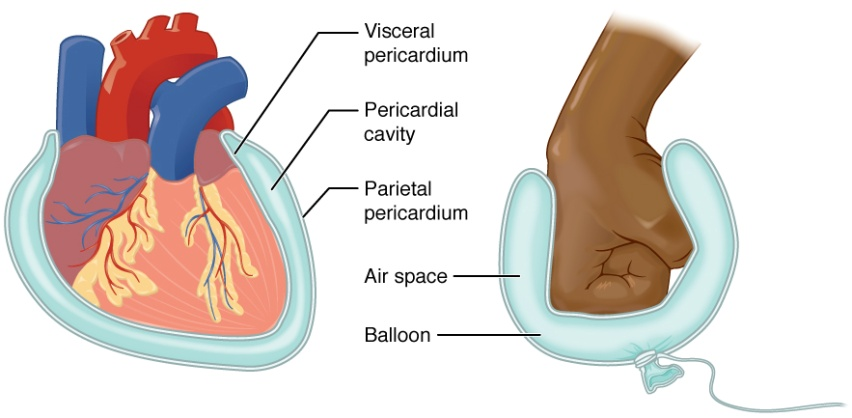 Visceral
pericardium
Pericardial
cavity
Parietal
pericardium
Air space
Balloon